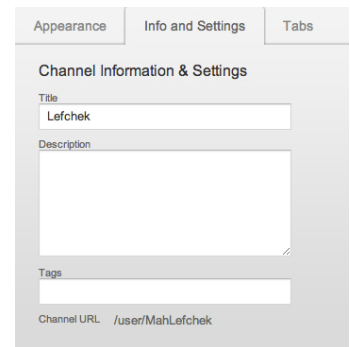 Appearance Info and Settings Tabs
Channel Information & Settings
Title
Lefchek
Description
Tags
Channel URL /user/MahLefchek